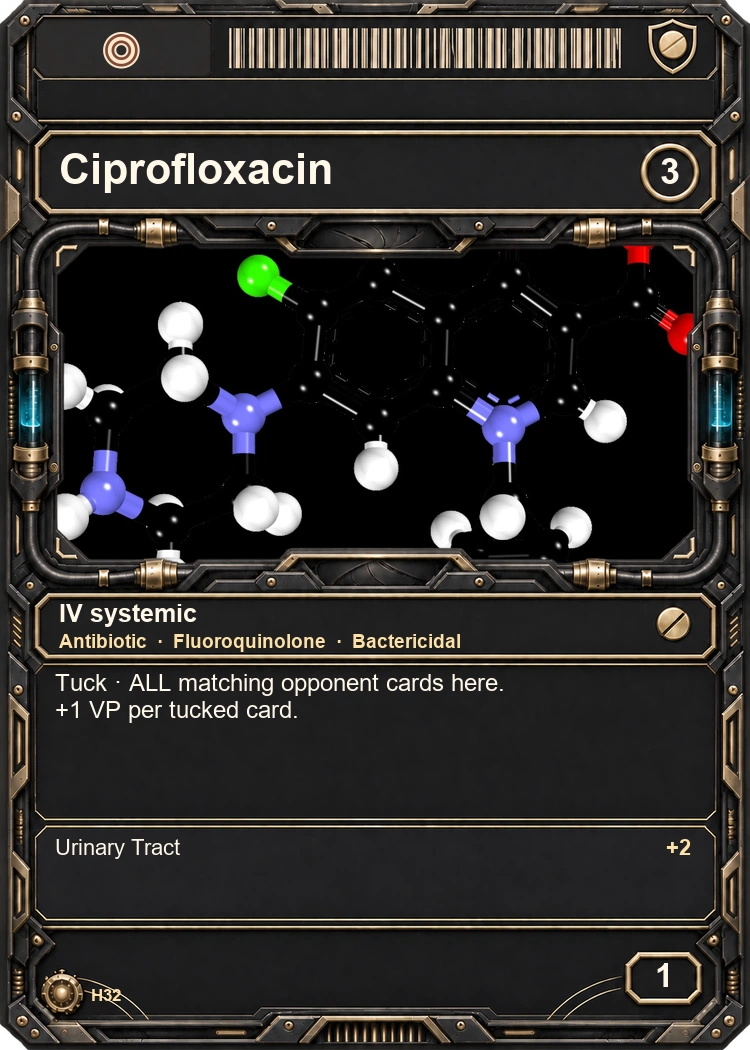 Ciprofloxacin
3
IV systemic
Antibiotic · Fluoroquinolone · Bactericidal
Tuck · ALL matching opponent cards here.
+1 VP per tucked card.
Urinary Tract +2
H32
1